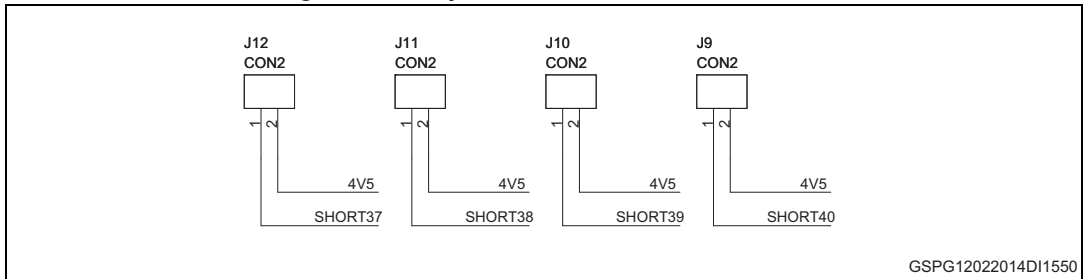 J12 J11 J10 J9
CON2 CON2 CON2 CON2
1 2 1 2 1 2 1 2
4V5 4V5 4V5 4V5
SHORT37 SHORT38 SHORT39 SHORT40
GSPG12022014DI1550